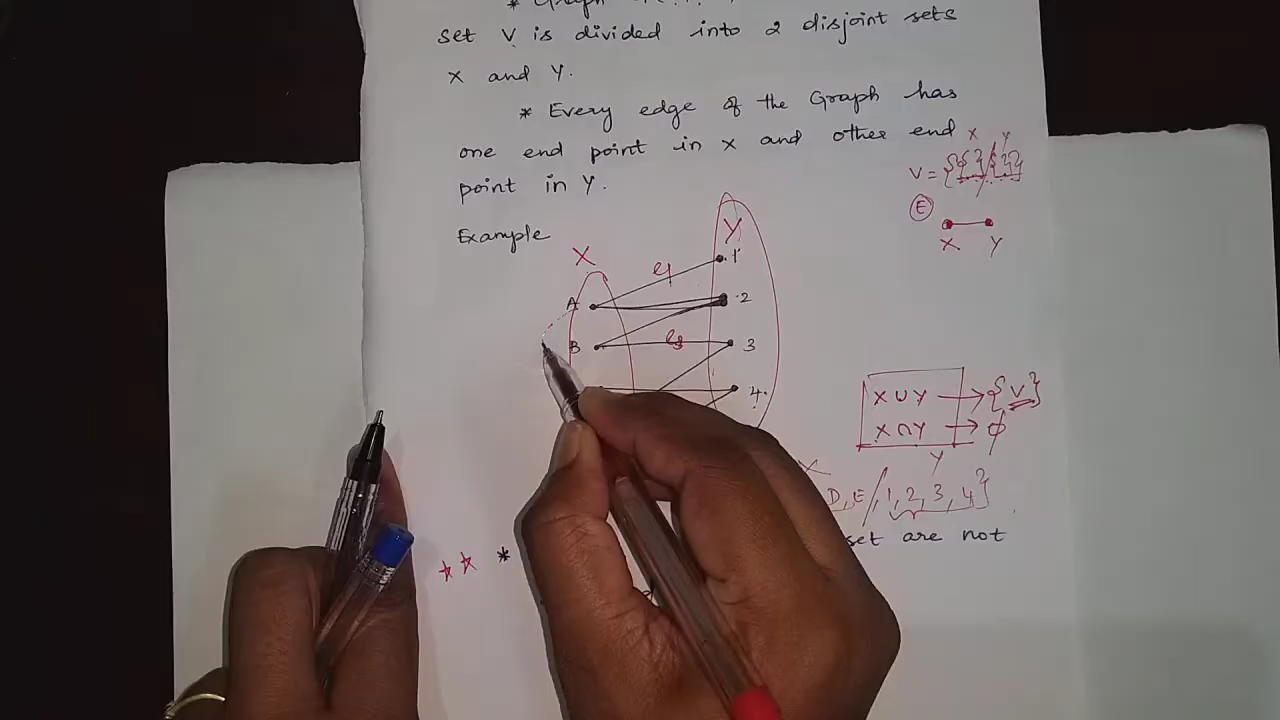 * Graph
set V is divided into 2 disjoint sets
X and Y.
* Every edge of the Graph has
one end point in X and other end
point in Y.
X Y
V = {{ }/{ }}
E
X Y
Example
X Y
A e1 1
2
B e3 3
4
X ∪ Y → {V}
X ∩ Y → ϕ
X Y
D, E / 1, 2, 3, 4}
set are not
*